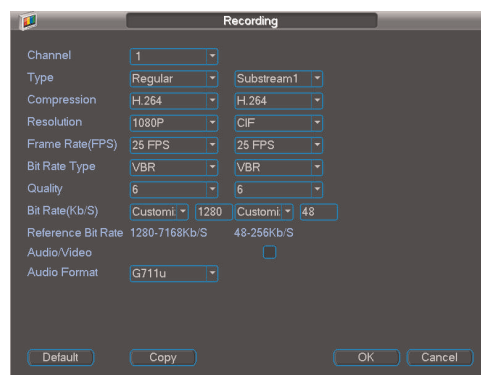 Recording
Channel 1
Type Regular Substream1
Compression H.264 H.264
Resolution 1080P CIF
Frame Rate(FPS) 25 FPS 25 FPS
Bit Rate Type VBR VBR
Quality 6 6
Bit Rate(Kb/S) Customi: 1280 Customi: 48
Reference Bit Rate 1280-7168Kb/S 48-256Kb/S
Audio/Video
Audio Format G711u
Default Copy OK Cancel